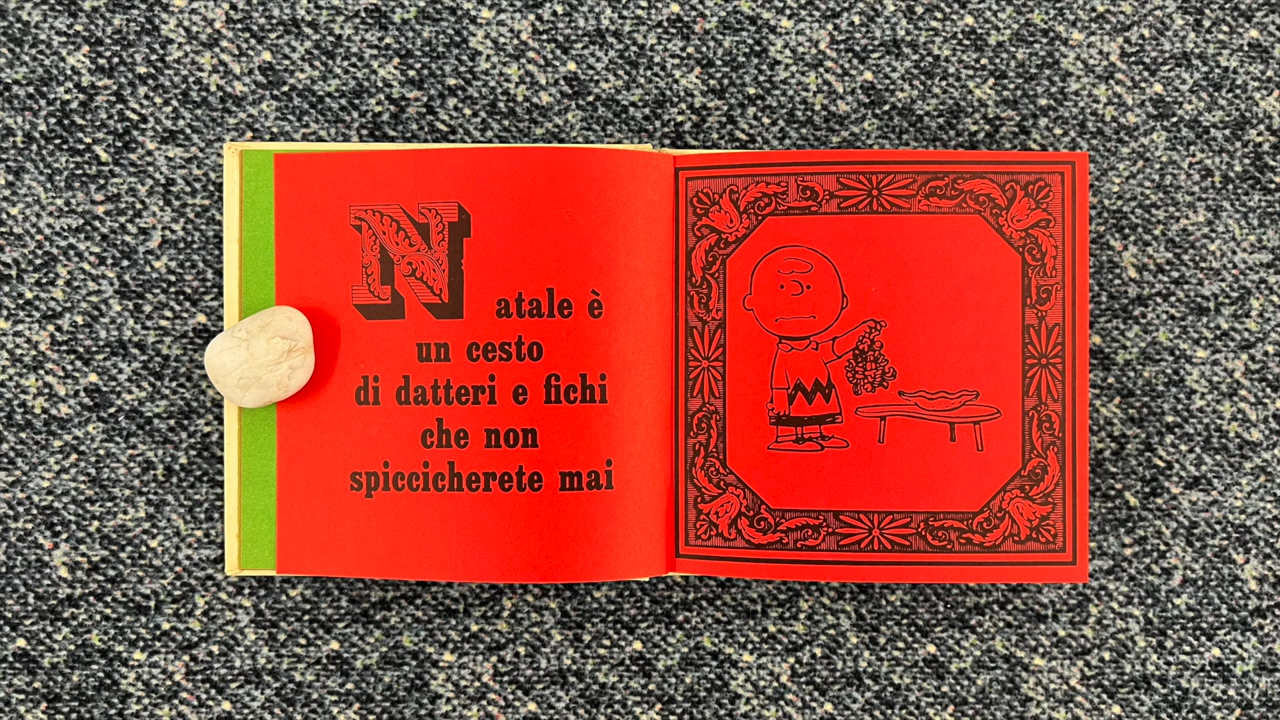 Natale è
un cesto
di datteri e fichi
che non
spiccicherete mai